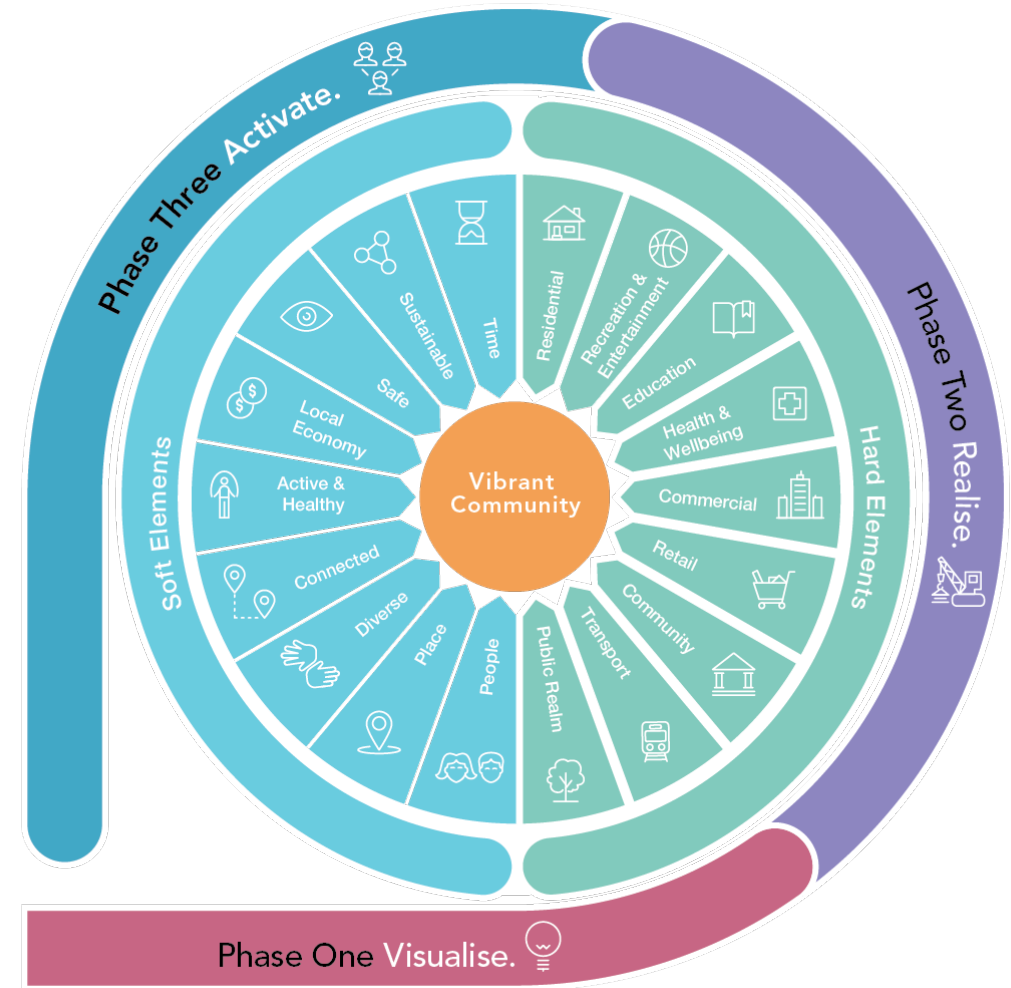 Phase Three Activate.
Phase Two Realise.
Phase One Visualise.
Soft Elements
Hard Elements
Vibrant
Community
Residential
Recreation &
Entertainment
Education
Health &
Wellbeing
Commercial
Retail
Community
Transport
Public Realm
People
Place
Diverse
Connected
Active &
Healthy
Local
Economy
$
$
Safe
Sustainable
Time